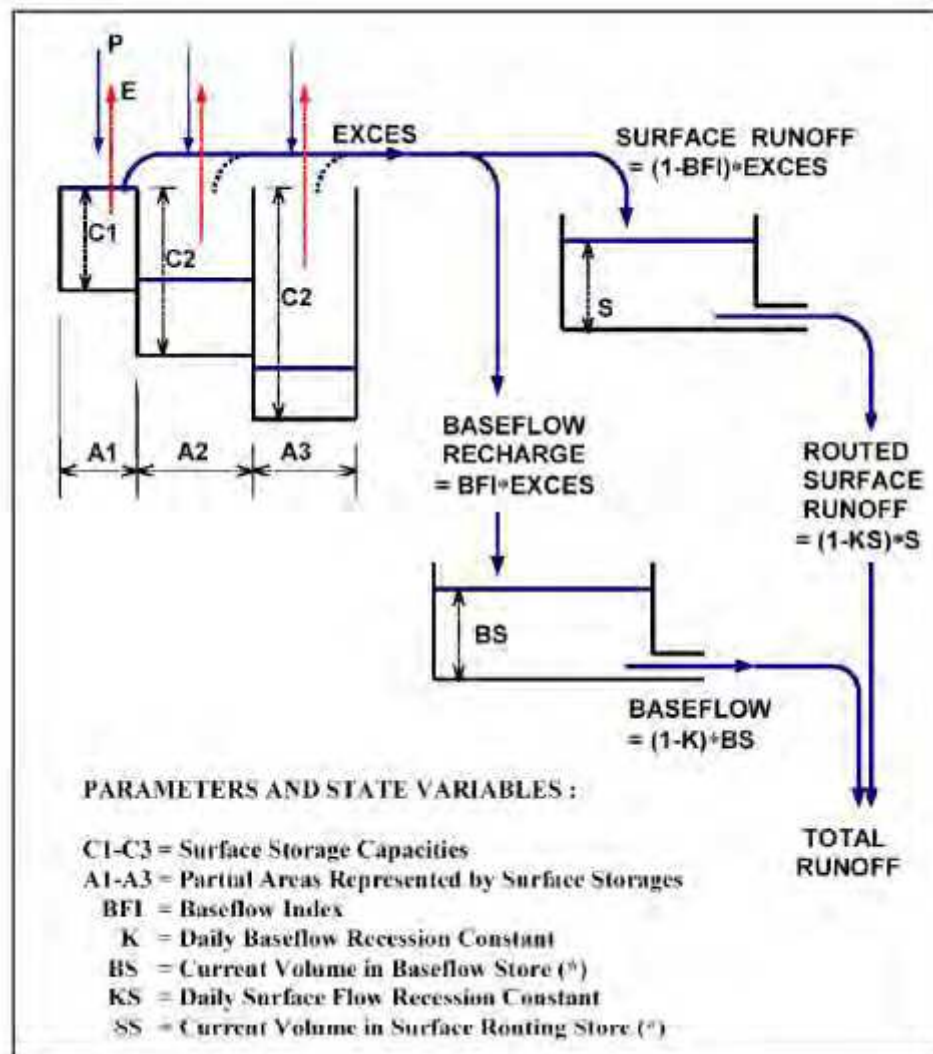 P
E
EXCES
SURFACE RUNOFF
= (1-BFI)*EXCES
C1
C2
C2
S
A1
A2
A3
BASEFLOW
RECHARGE
= BFI*EXCES
ROUTED
SURFACE
RUNOFF
= (1-KS)*S
BS
BASEFLOW
= (1-K)*BS
PARAMETERS AND STATE VARIABLES :
TOTAL
RUNOFF
C1-C3 = Surface Storage Capacities
A1-A3 = Partial Areas Represented by Surface Storages
BFI = Baseflow Index
K = Daily Baseflow Recession Constant
BS = Current Volume in Baseflow Store (*)
KS = Daily Surface Flow Recession Constant
SS = Current Volume in Surface Routing Store (*)